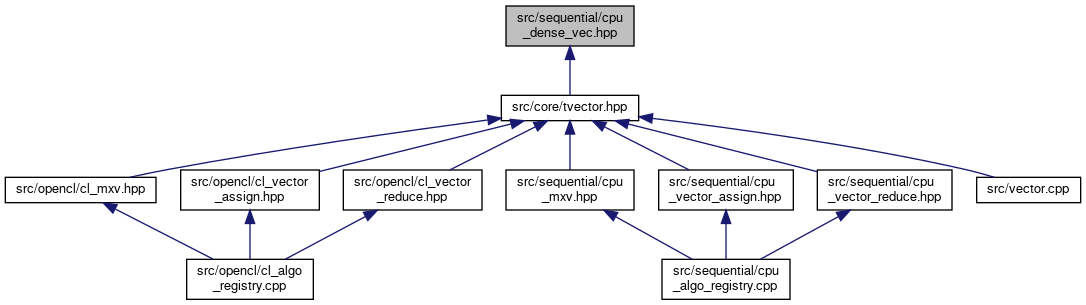 src/sequential/cpu
_dense_vec.hpp
src/core/tvector.hpp
src/opencl/cl_mxv.hpp
src/opencl/cl_vector
_assign.hpp
src/opencl/cl_vector
_reduce.hpp
src/sequential/cpu
_mxv.hpp
src/sequential/cpu
_vector_assign.hpp
src/sequential/cpu
_vector_reduce.hpp
src/vector.cpp
src/opencl/cl_algo
_registry.cpp
src/sequential/cpu
_algo_registry.cpp